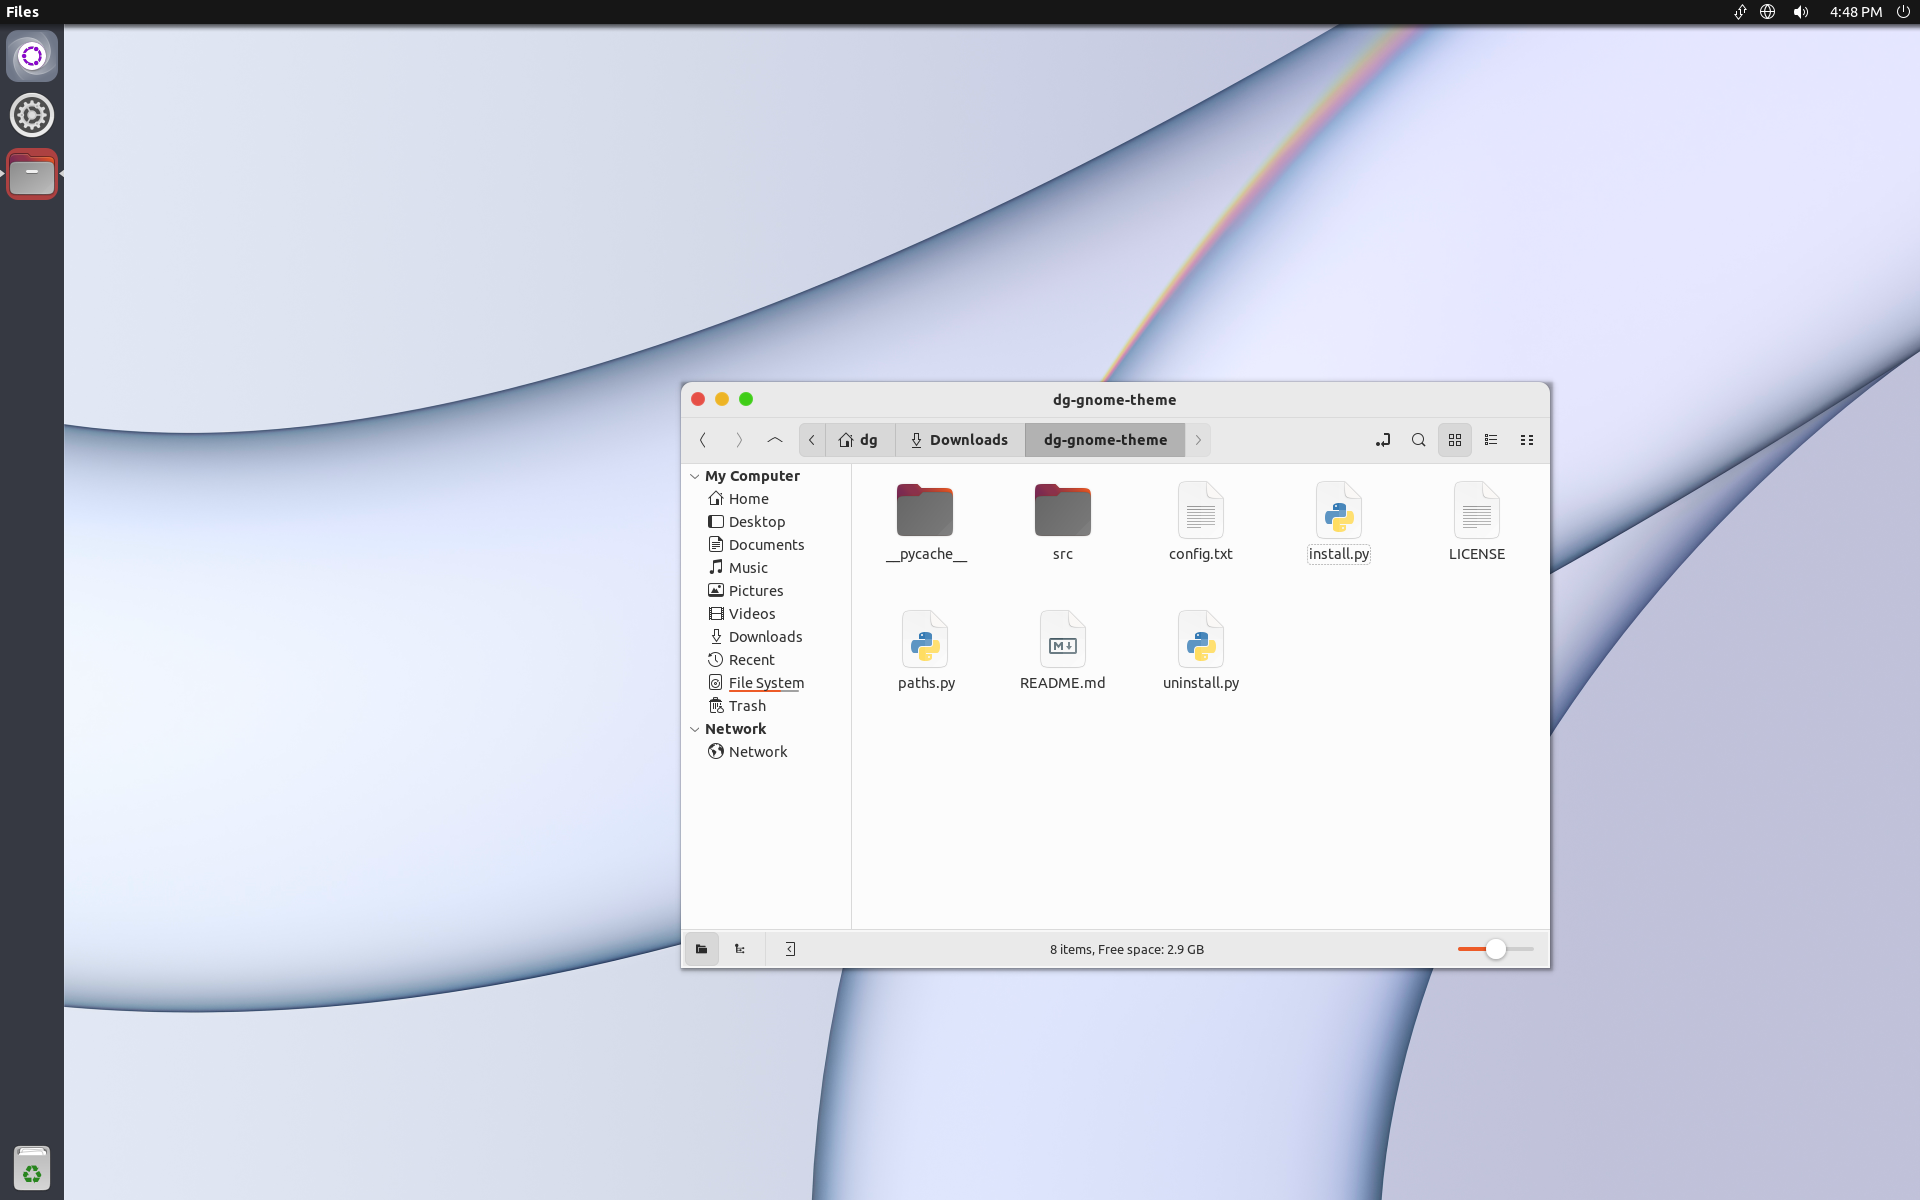 Files
4:48 PM
dg-gnome-theme
dg
Downloads
dg-gnome-theme
My Computer
Home
Desktop
Documents
Music
Pictures
Videos
Downloads
Recent
File System
Trash
Network
Network
__pycache__
src
config.txt
install.py
LICENSE
paths.py
README.md
uninstall.py
8 items, Free space: 2.9 GB